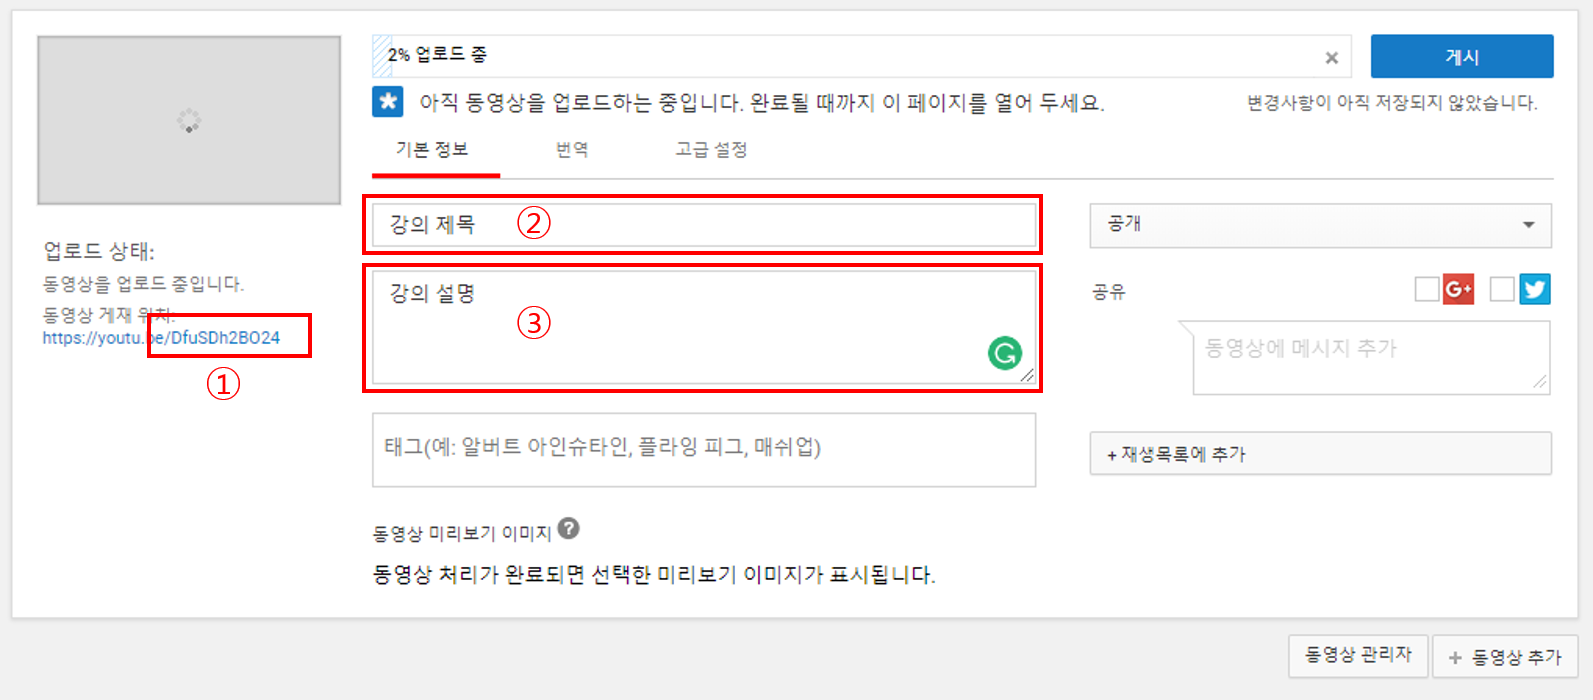 2% 업로드 중
×
게시
아직 동영상을 업로드하는 중입니다. 완료될 때까지 이 페이지를 열어 두세요.
변경사항이 아직 저장되지 않았습니다.
기본 정보
번역
고급 설정
업로드 상태:
동영상을 업로드 중입니다.
동영상 게재 위치:
https://youtu.be/DfuSDh2BO24
①
강의 제목
②
강의 설명
③
태그(예: 알버트 아인슈타인, 플라잉 피그, 매쉬업)
동영상 미리보기 이미지 ?
동영상 처리가 완료되면 선택한 미리보기 이미지가 표시됩니다.
공개
공유
G+
동영상에 메시지 추가
+ 재생목록에 추가
동영상 관리자
+ 동영상 추가